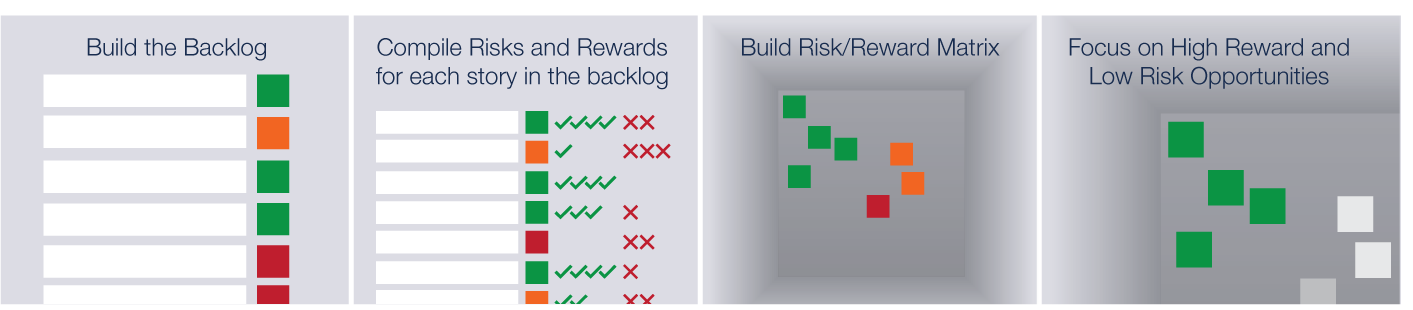 Build the Backlog
Compile Risks and Rewards
for each story in the backlog
Build Risk/Reward Matrix
Focus on High Reward and
Low Risk Opportunities